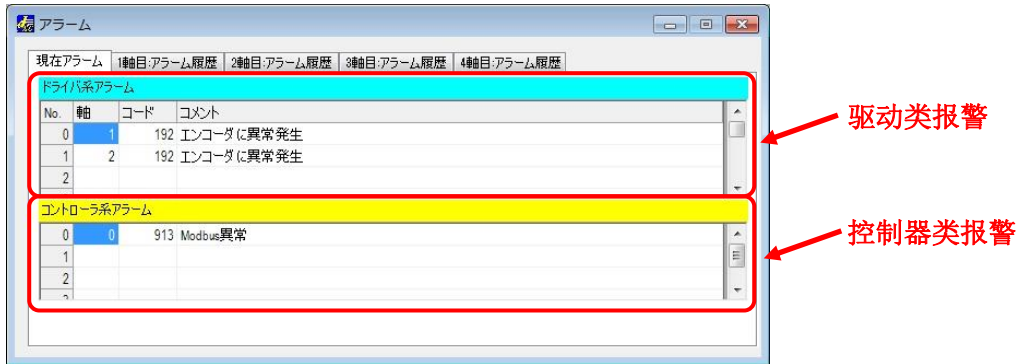 アラーム
現在アラーム 1軸目:アラーム履歴 2軸目:アラーム履歴 3軸目:アラーム履歴 4軸目:アラーム履歴
ドライバ系アラーム
No. 軸 コード コメント
0 1 192 エンコーダに異常発生
1 2 192 エンコーダに異常発生
2
驱动类报警
コントローラ系アラーム
0 0 913 Modbus異常
1
2
控制器类报警